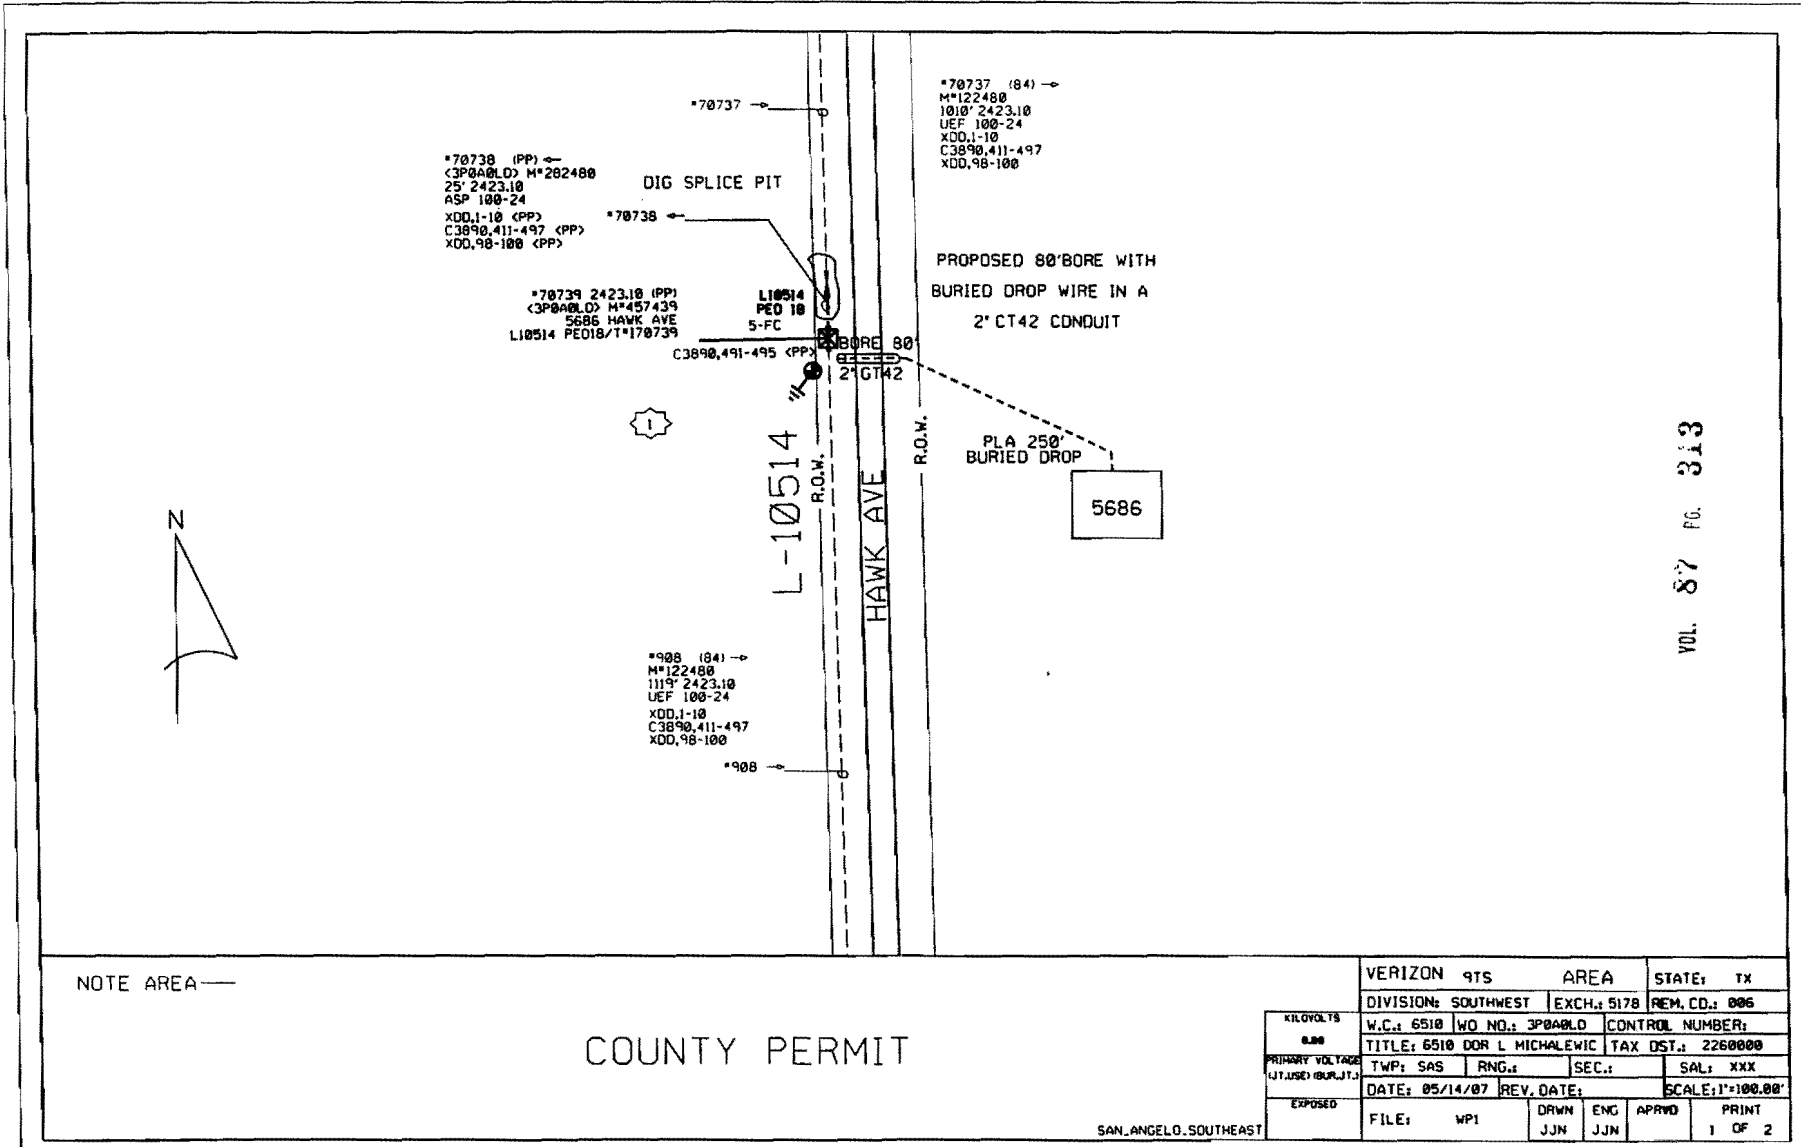 *70737
*70737 (84)
M*122480
1010' 2423.10
UEF 100-24
XDD,1-10
C3890,411-497
XDD,98-100
*70738 (PP)
<3P0A0LD> M*282480
25' 2423.10
ASP 100-24
XDD,1-10 <PP>
C3890,411-497 <PP>
XDD,98-100 <PP>
DIG SPLICE PIT
*70738
PROPOSED 80'BORE WITH
BURIED DROP WIRE IN A
2" CT42 CONDUIT
*70739 2423.10 (PP)
<3P0A0LD> M*457439
5686 HAWK AVE
L10514 PED18/T*170739
L10514
PED 18
5-FC
C3890,491-495 <PP>
BORE 80'
2" GT42
1
L-10514
R.O.W.
HAWK AVE
R.O.W.
PLA 250'
BURIED DROP
5686
VOL. 87 PG. 313
N
*908 (84)
M*122480
1119' 2423.10
UEF 100-24
XDD,1-10
C3890,411-497
XDD,98-100
*908
NOTE AREA
COUNTY PERMIT
SAN_ANGELO_SOUTHEAST
KILOVOLTS
0.00
PRIMARY VOLTAGE
(JT.USE) (BUR.JT.)
EXPOSED
VERIZON 9TS AREA STATE: TX
DIVISION: SOUTHWEST EXCH.: 5178 REM. CD.: 006
W.C.: 6510 WO NO.: 3P0A0LD CONTROL NUMBER:
TITLE: 6510 DDR L MICHALEWIC TAX DST.: 2260000
TWP: SAS RNG.: SEC.: SAL: XXX
DATE: 05/14/07 REV. DATE: SCALE:1"=100.00'
FILE: WP1 DRWN JJN ENG JJN APRVD PRINT 1 OF 2